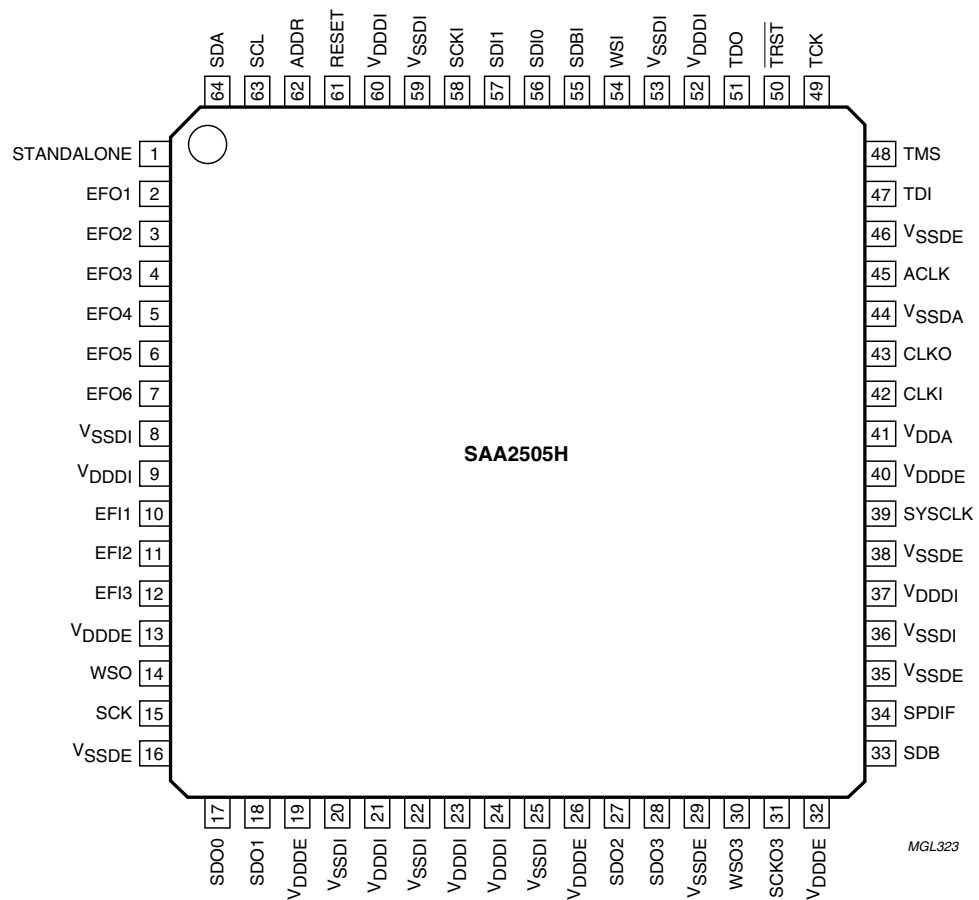 SDA SCL ADDR RESET VDDDI VSSDI SCKI SDI1 SDI0 SDBI WSI VSSDI VDDDI TDO TRST TCK
64 63 62 61 60 59 58 57 56 55 54 53 52 51 50 49
STANDALONE 1 48 TMS
EFO1 2 47 TDI
EFO2 3 46 VSSDE
EFO3 4 45 ACLK
EFO4 5 44 VSSDA
EFO5 6 43 CLKO
EFO6 7 42 CLKI
VSSDI 8 41 VDDA
SAA2505H
VDDDI 9 40 VDDDE
EFI1 10 39 SYSCLK
EFI2 11 38 VSSDE
EFI3 12 37 VDDDI
VDDDE 13 36 VSSDI
WSO 14 35 VSSDE
SCK 15 34 SPDIF
VSSDE 16 33 SDB
17 18 19 20 21 22 23 24 25 26 27 28 29 30 31 32
SDO0 SDO1 VDDDE VSSDI VDDDI VSSDI VDDDI VDDDI VSSDI VDDDE SDO2 SDO3 VSSDE WSO3 SCKO3 VDDDE
MGL323